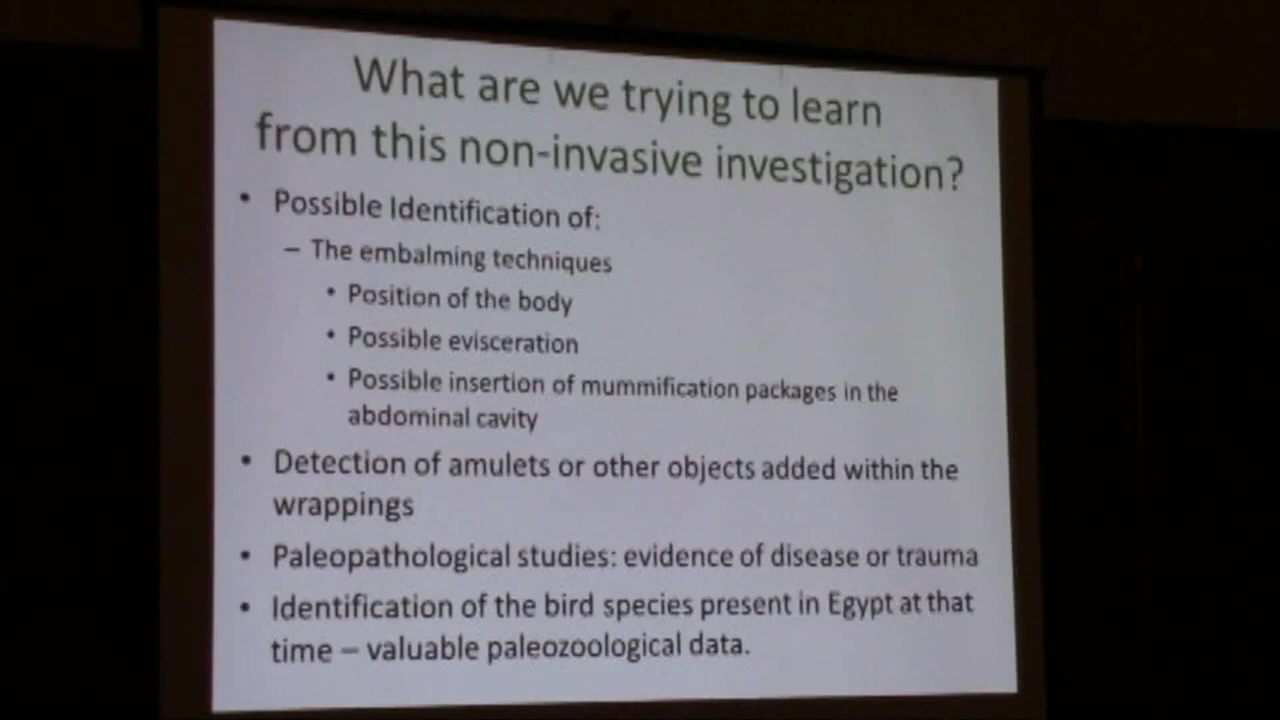 What are we trying to learn
from this non-invasive investigation?
• Possible Identification of:
– The embalming techniques
• Position of the body
• Possible evisceration
• Possible insertion of mummification packages in the
abdominal cavity
• Detection of amulets or other objects added within the
wrappings
• Paleopathological studies: evidence of disease or trauma
• Identification of the bird species present in Egypt at that
time – valuable paleozoological data.